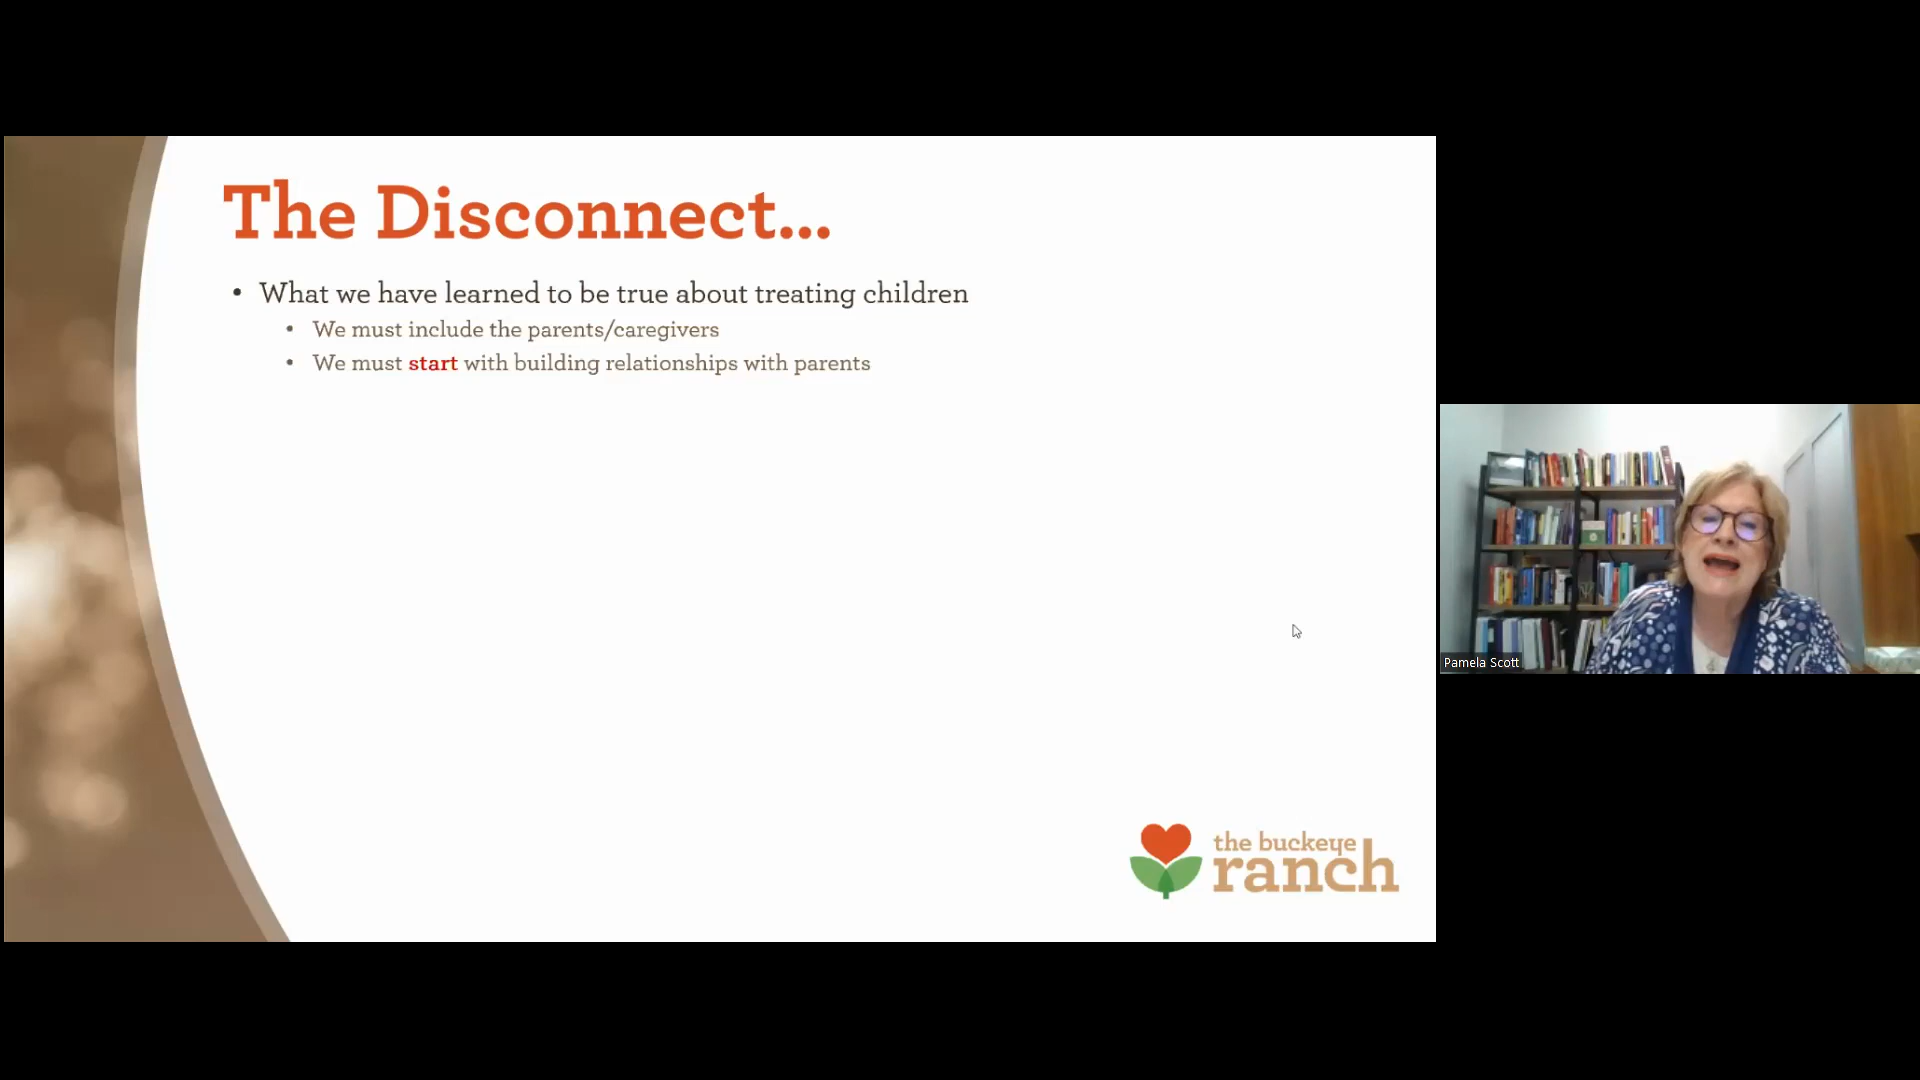 The Disconnect...
• What we have learned to be true about treating children
• We must include the parents/caregivers
• We must start with building relationships with parents
the buckeye
ranch
Pamela Scott